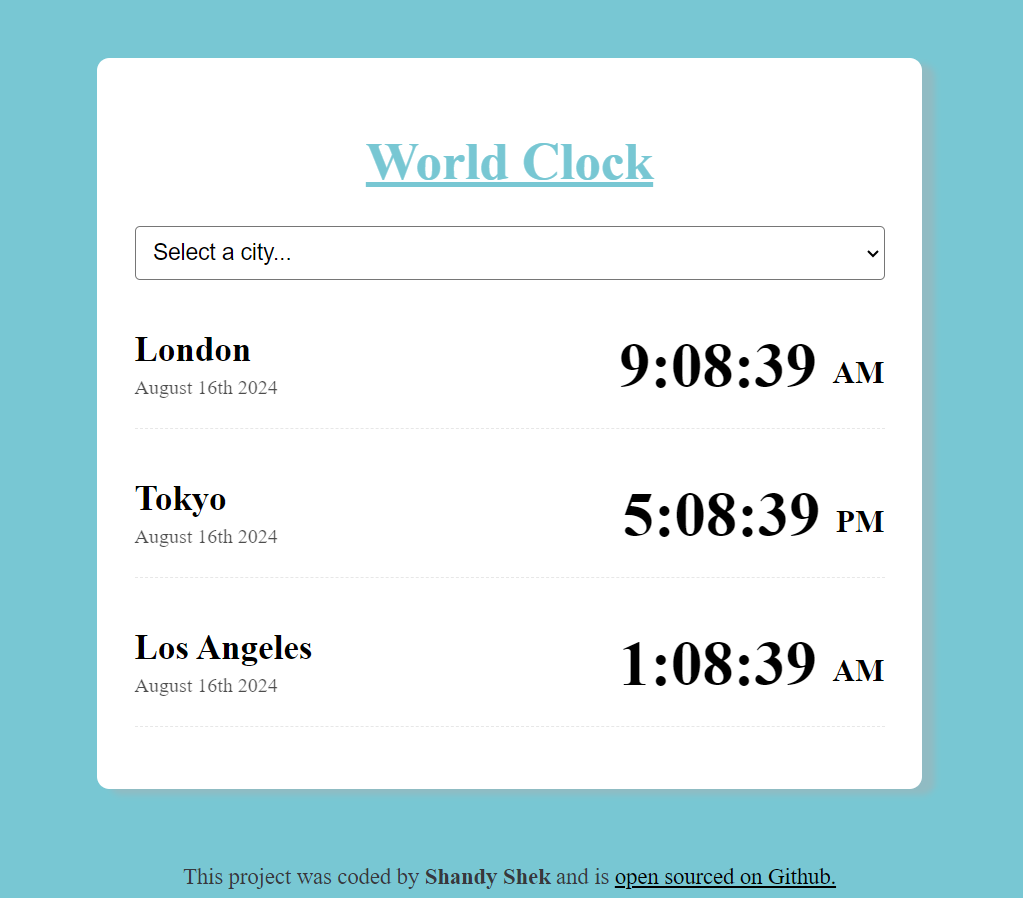 World Clock
Select a city...
London
August 16th 2024
9:08:39 AM
Tokyo
August 16th 2024
5:08:39 PM
Los Angeles
August 16th 2024
1:08:39 AM
This project was coded by Shandy Shek and is open sourced on Github.